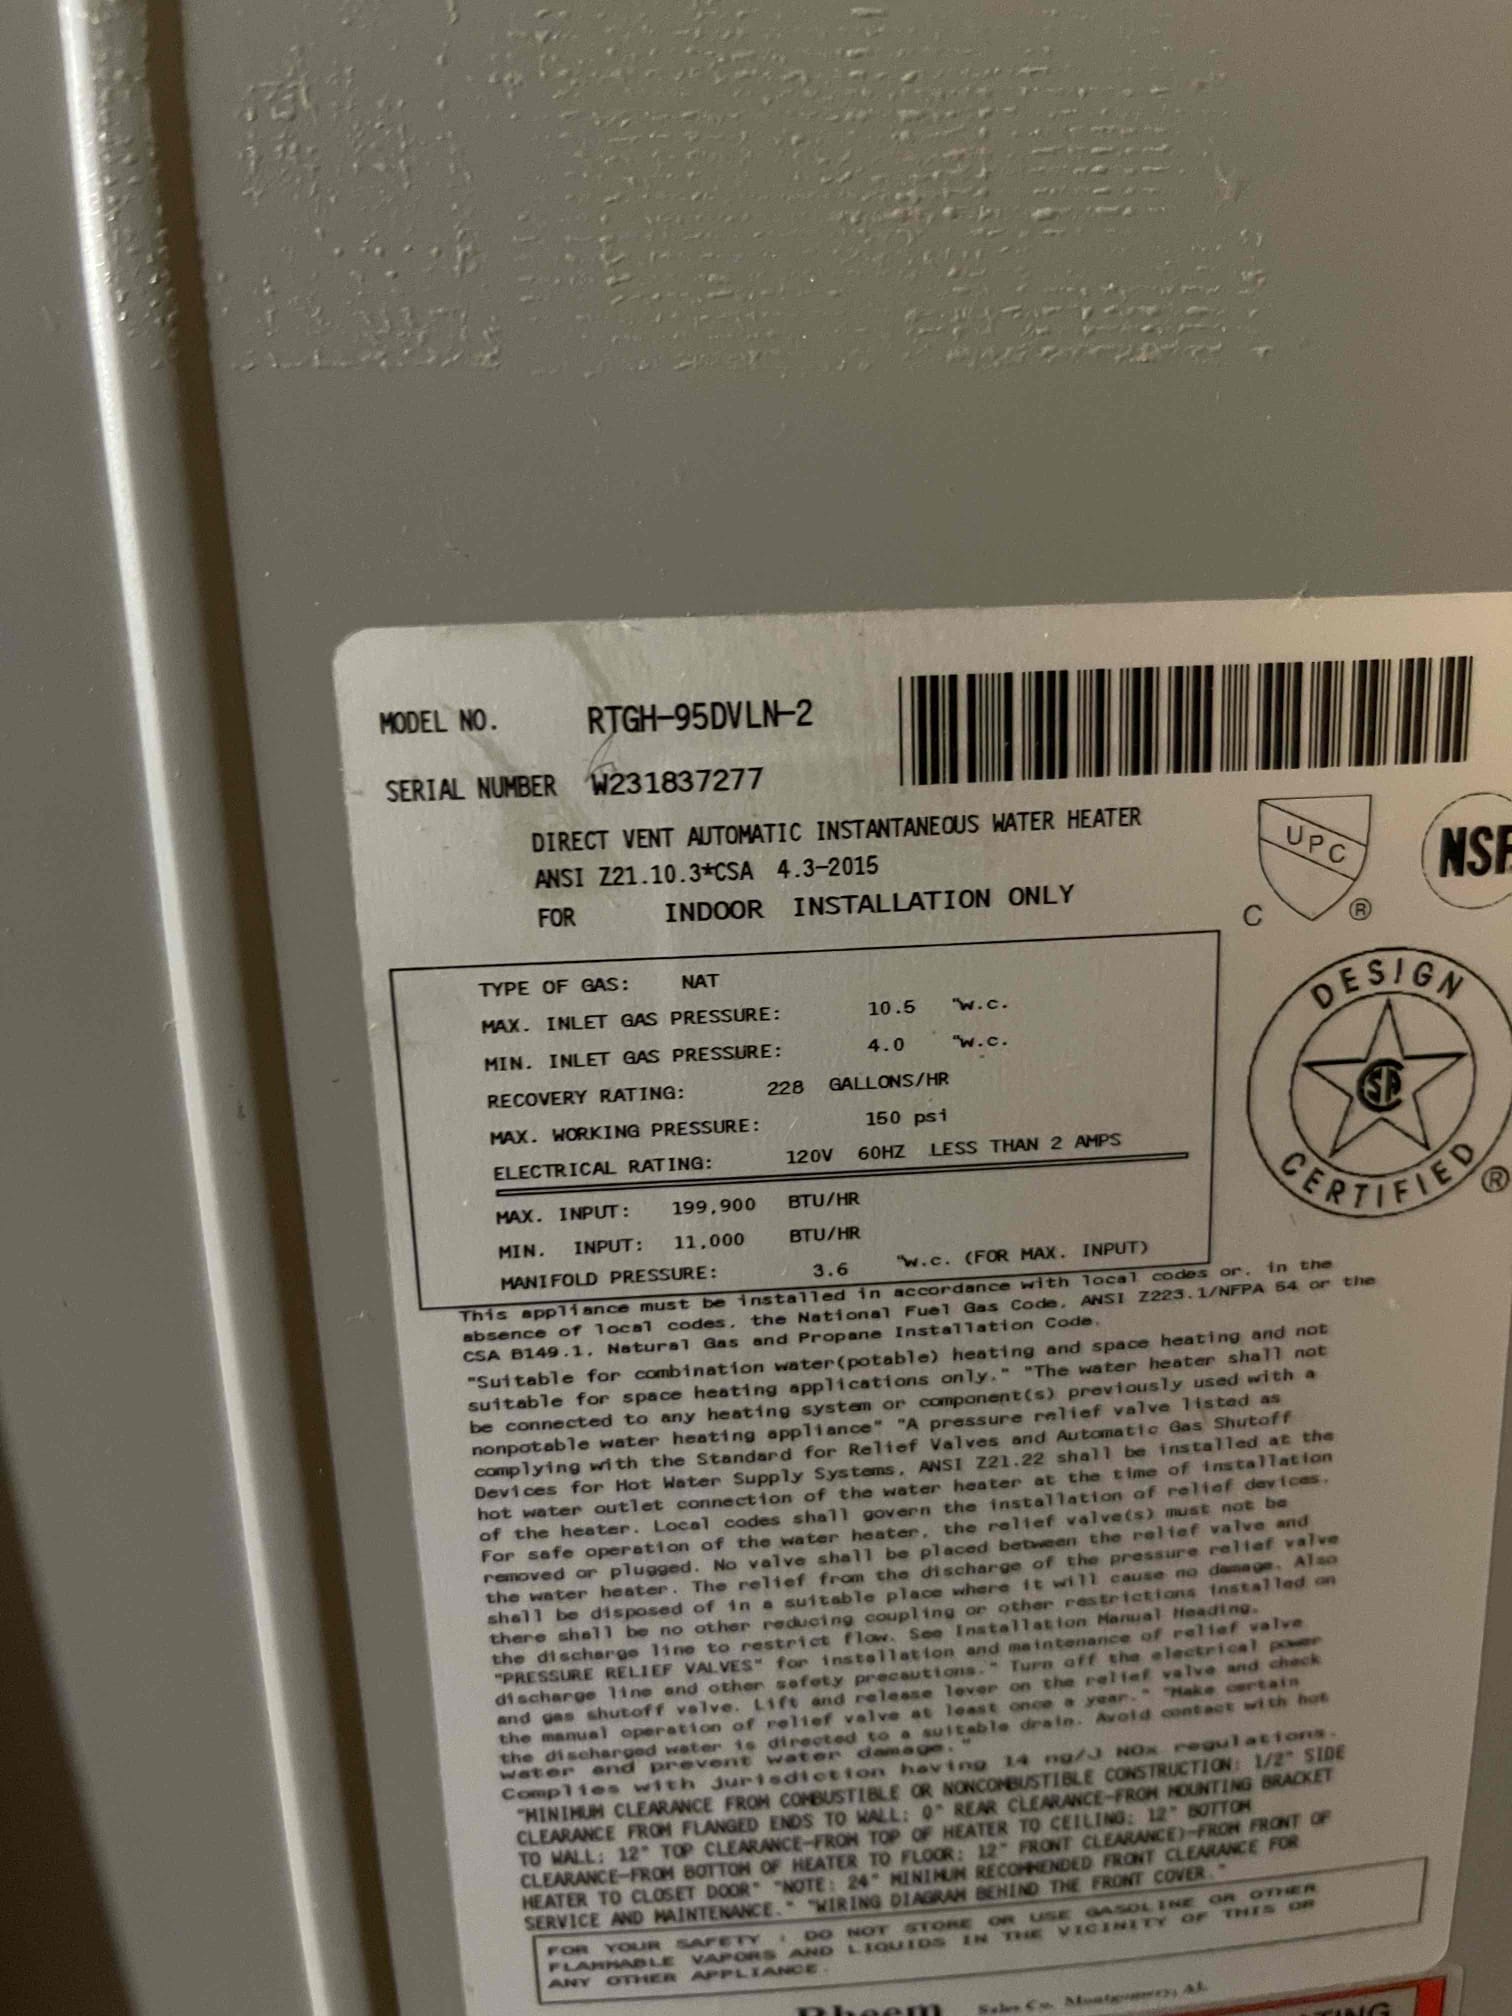 MODEL NO. RTGH-95DVLN-2
SERIAL NUMBER W231837277
DIRECT VENT AUTOMATIC INSTANTANEOUS WATER HEATER
ANSI Z21.10.3*CSA 4.3-2015
FOR INDOOR INSTALLATION ONLY
C UPC ®
NSF
DESIGN CERTIFIED ®
TYPE OF GAS: NAT
MAX. INLET GAS PRESSURE: 10.5 "w.c.
MIN. INLET GAS PRESSURE: 4.0 "w.c.
RECOVERY RATING: 228 GALLONS/HR
MAX. WORKING PRESSURE: 150 psi
ELECTRICAL RATING: 120V 60HZ LESS THAN 2 AMPS
MAX. INPUT: 199,900 BTU/HR
MIN. INPUT: 11,000 BTU/HR
MANIFOLD PRESSURE: 3.6 "w.c. (FOR MAX. INPUT)
This appliance must be installed in accordance with local codes or, in the
absence of local codes, the National Fuel Gas Code, ANSI Z223.1/NFPA 54 or the
CSA B149.1, Natural Gas and Propane Installation Code.
"Suitable for combination water(potable) heating and space heating and not
suitable for space heating applications only." "The water heater shall not
be connected to any heating system or component(s) previously used with a
nonpotable water heating appliance" "A pressure relief valve listed as
complying with the Standard for Relief Valves and Automatic Gas Shutoff
Devices for Hot Water Supply Systems, ANSI Z21.22 shall be installed at the
hot water outlet connection of the water heater at the time of installation
of the heater. Local codes shall govern the installation of relief devices.
For safe operation of the water heater, the relief valve(s) must not be
removed or plugged. No valve shall be placed between the relief valve and
the water heater. The relief from the discharge of the pressure relief valve
shall be disposed of in a suitable place where it will cause no damage. Also
there shall be no other reducing coupling or other restrictions installed on
the discharge line to restrict flow. See Installation Manual Heading,
"PRESSURE RELIEF VALVES" for installation and maintenance of relief valve
discharge line and other safety precautions." Turn off the electrical power
and gas shutoff valve. Lift and release lever on the relief valve and check
the manual operation of relief valve at least once a year." "Make certain
the discharged water is directed to a suitable drain. Avoid contact with hot
water and prevent water damage."
Complies with jurisdiction having 14 ng/J NOx regulations.
"MINIMUM CLEARANCE FROM COMBUSTIBLE OR NONCOMBUSTIBLE CONSTRUCTION: 1/2" SIDE
CLEARANCE FROM FLANGED ENDS TO WALL; 0" REAR CLEARANCE-FROM MOUNTING BRACKET
TO WALL; 12" TOP CLEARANCE-FROM TOP OF HEATER TO CEILING; 12" BOTTOM
CLEARANCE-FROM BOTTOM OF HEATER TO FLOOR; 12" FRONT CLEARANCE)-FROM FRONT OF
HEATER TO CLOSET DOOR" "NOTE: 24" MINIMUM RECOMMENDED FRONT CLEARANCE FOR
SERVICE AND MAINTENANCE." "WIRING DIAGRAM BEHIND THE FRONT COVER."
FOR YOUR SAFETY : DO NOT STORE OR USE GASOLINE OR OTHER
FLAMMABLE VAPORS AND LIQUIDS IN THE VICINITY OF THIS OR
ANY OTHER APPLIANCE.
Rheem Sales Co. Montgomery, AL